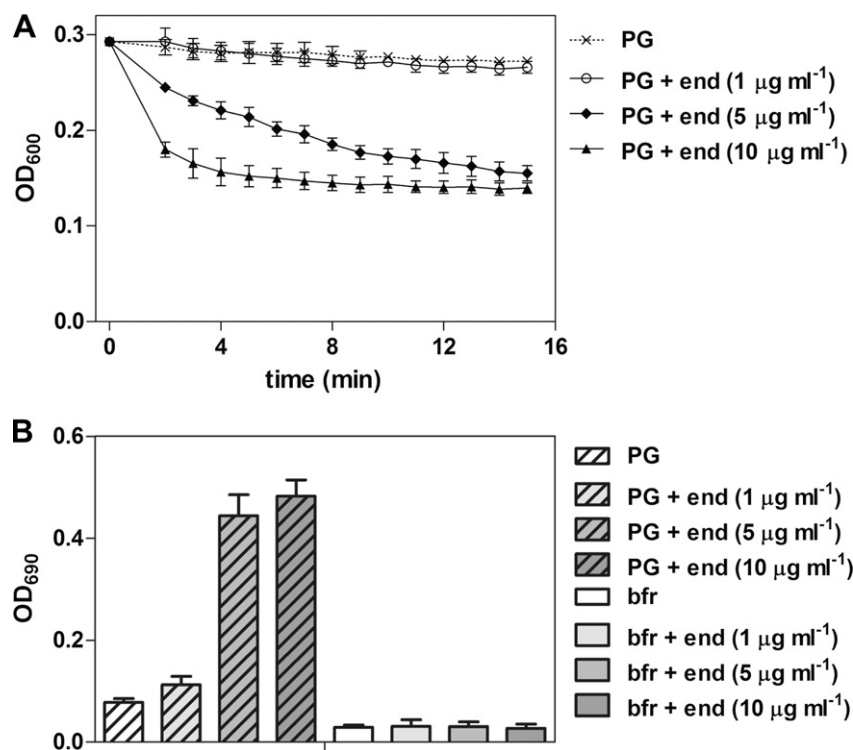 A
0.3
0.2
0.1
0.0
OD600
0 4 8 12 16
time (min)
PG
PG + end (1 μg ml-1)
PG + end (5 μg ml-1)
PG + end (10 μg ml-1)
B
0.6
0.4
0.2
0.0
OD690
PG
PG + end (1 μg ml-1)
PG + end (5 μg ml-1)
PG + end (10 μg ml-1)
bfr
bfr + end (1 μg ml-1)
bfr + end (5 μg ml-1)
bfr + end (10 μg ml-1)